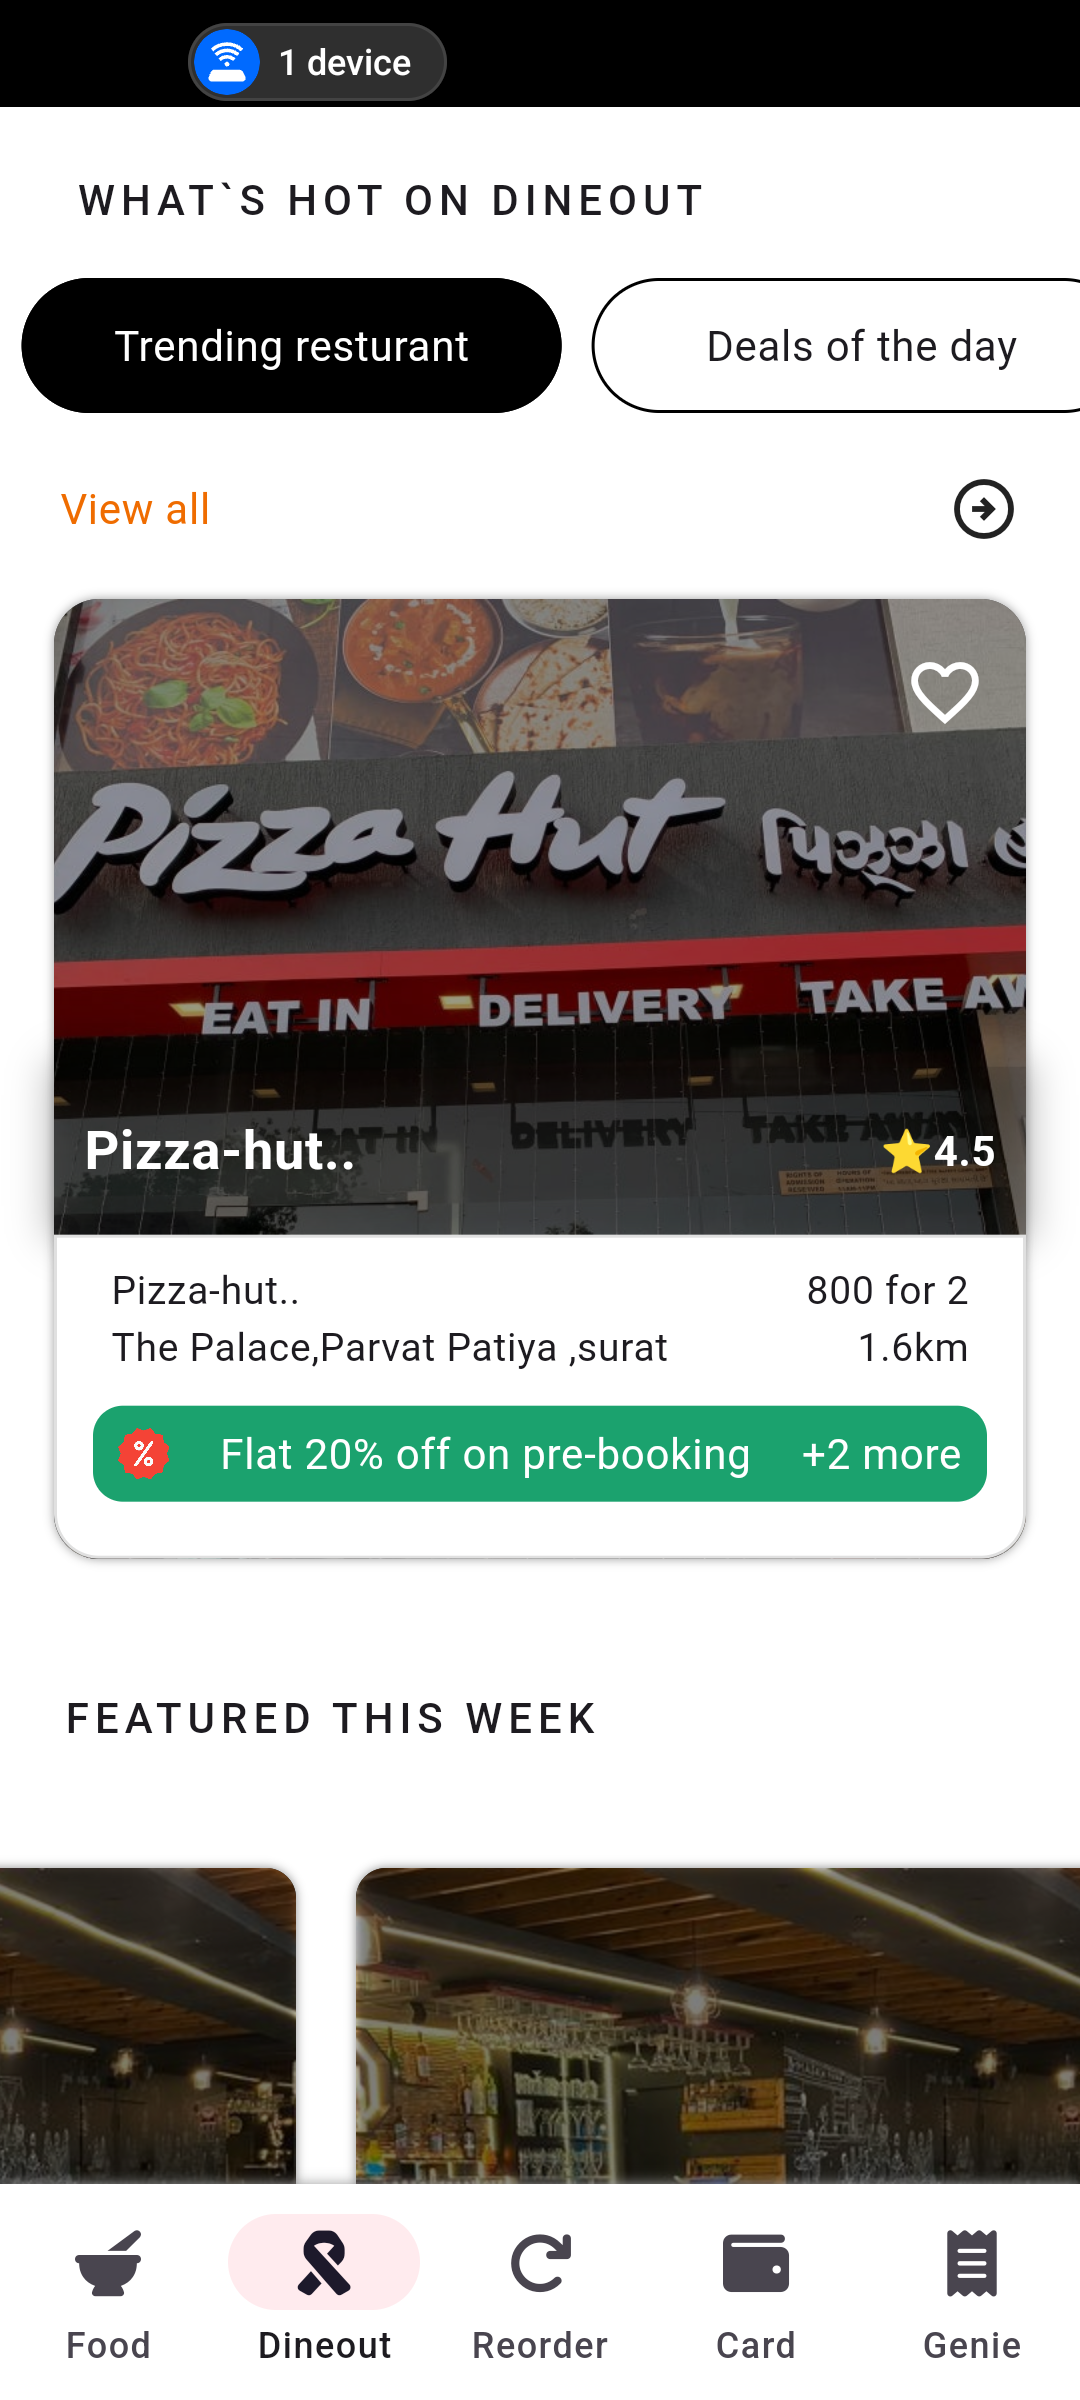 1 device
WHAT`S HOT ON DINEOUT
Trending resturant
Deals of the day
View all
Pizza Hut પિઝ્ઝા
EAT IN DELIVERY TAKE AW
Pizza-hut..
⭐4.5
Pizza-hut..
800 for 2
The Palace,Parvat Patiya ,surat
1.6km
% Flat 20% off on pre-booking +2 more
FEATURED THIS WEEK
Food
Dineout
Reorder
Card
Genie